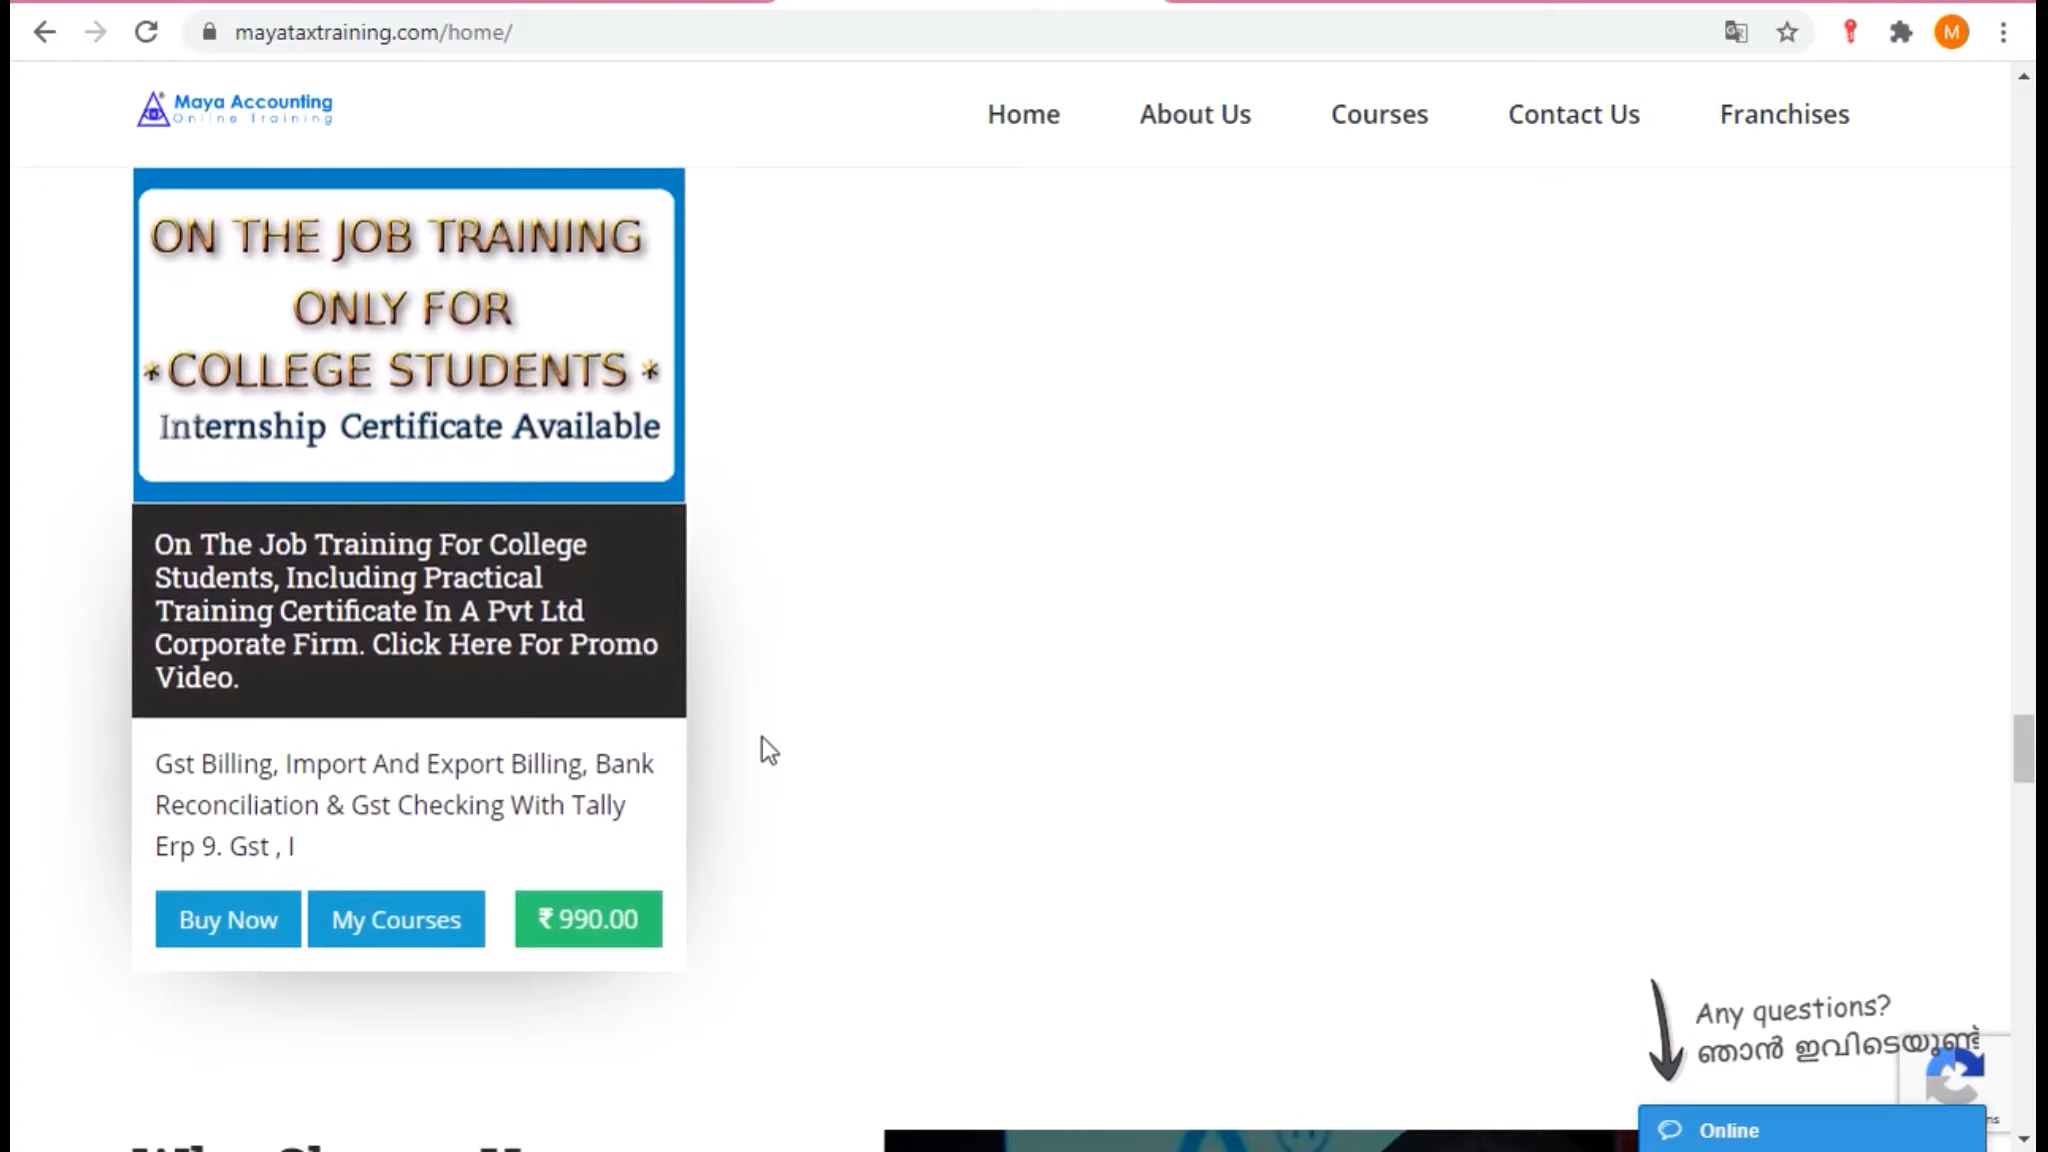 mayataxtraining.com/home/
M
Maya Accounting
Online Training
Home
About Us
Courses
Contact Us
Franchises
ON THE JOB TRAINING
ONLY FOR
*COLLEGE STUDENTS*
Internship Certificate Available
On The Job Training For College
Students, Including Practical
Training Certificate In A Pvt Ltd
Corporate Firm. Click Here For Promo
Video.
Gst Billing, Import And Export Billing, Bank
Reconciliation & Gst Checking With Tally
Erp 9. Gst , I
Buy Now
My Courses
₹ 990.00
Any questions?
ഞാൻ ഇവിടെയുണ്ട്
Online